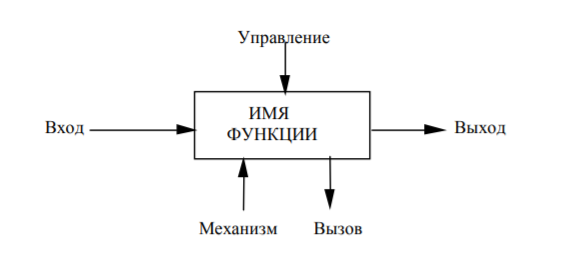 Управление
ИМЯ
ФУНКЦИИ
Вход
Выход
Механизм
Вызов